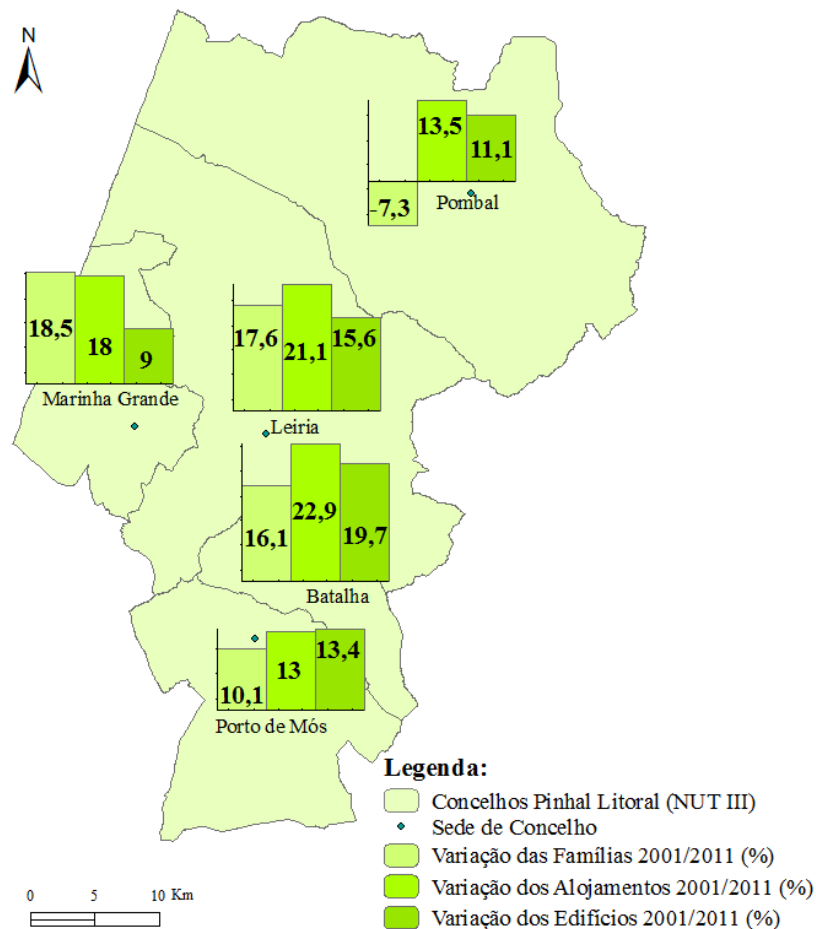 N
13,5
11,1
-7,3
Pombal
18,5
18
9
Marinha Grande
17,6
21,1
15,6
Leiria
16,1
22,9
19,7
Batalha
10,1
13
13,4
Porto de Mós
Legenda:
Concelhos Pinhal Litoral (NUT III)
Sede de Concelho
Variação das Famílias 2001/2011 (%)
Variação dos Alojamentos 2001/2011 (%)
Variação dos Edifícios 2001/2011 (%)
0 5 10 Km